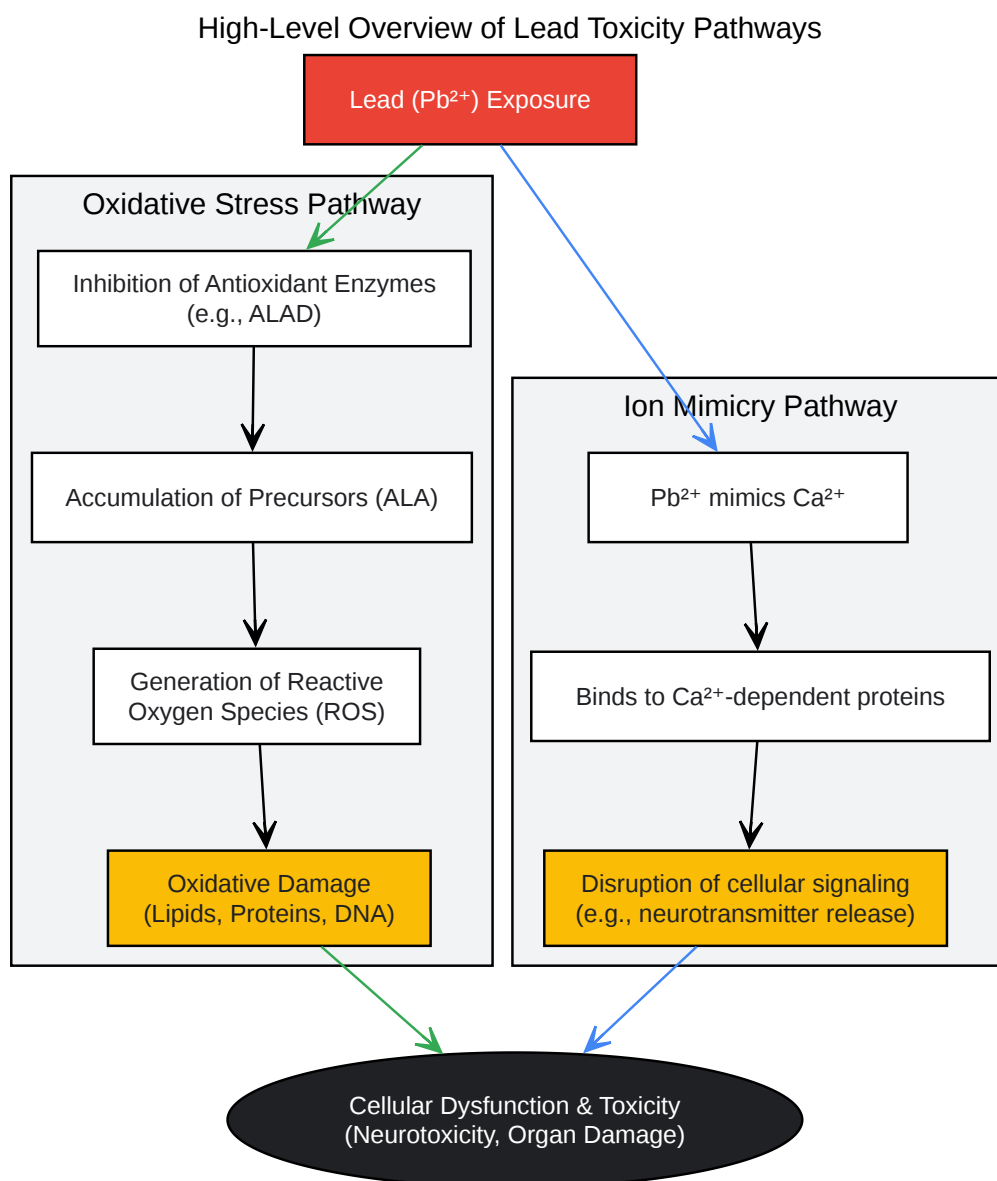 High-Level Overview of Lead Toxicity Pathways
Lead (Pb²⁺) Exposure
Oxidative Stress Pathway
Inhibition of Antioxidant Enzymes
(e.g., ALAD)
Accumulation of Precursors (ALA)
Generation of Reactive
Oxygen Species (ROS)
Oxidative Damage
(Lipids, Proteins, DNA)
Ion Mimicry Pathway
Pb²⁺ mimics Ca²⁺
Binds to Ca²⁺-dependent proteins
Disruption of cellular signaling
(e.g., neurotransmitter release)
Cellular Dysfunction & Toxicity
(Neurotoxicity, Organ Damage)